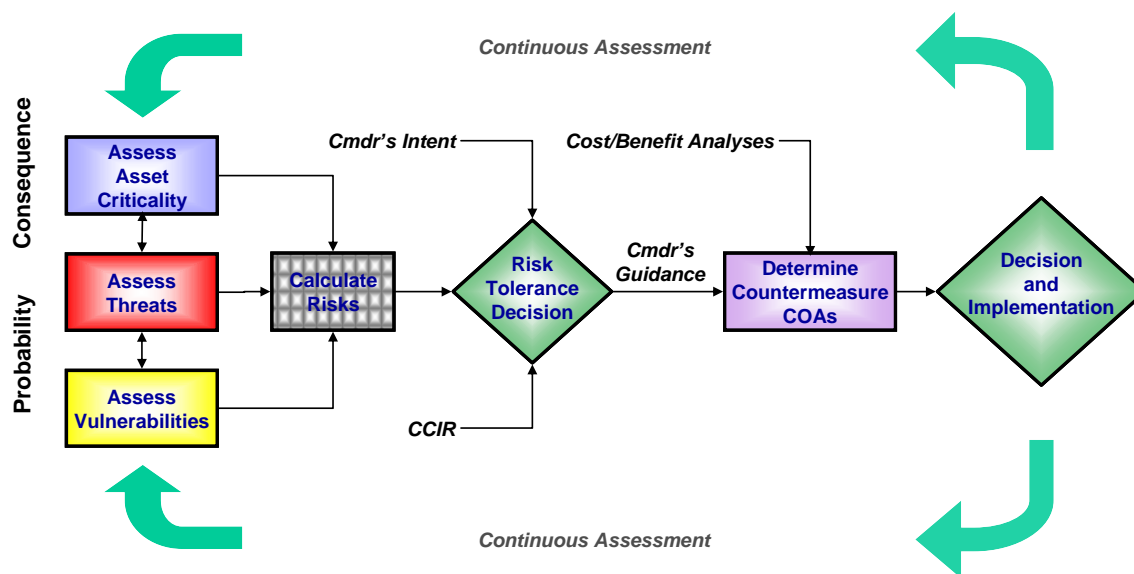 Continuous Assessment
Consequence
Probability
Assess
Asset
Criticality
Assess
Threats
Assess
Vulnerabilities
Calculate
Risks
Cmdr's Intent
Risk
Tolerance
Decision
CCIR
Cmdr's
Guidance
Cost/Benefit Analyses
Determine
Countermeasure
COAs
Decision
and
Implementation
Continuous Assessment